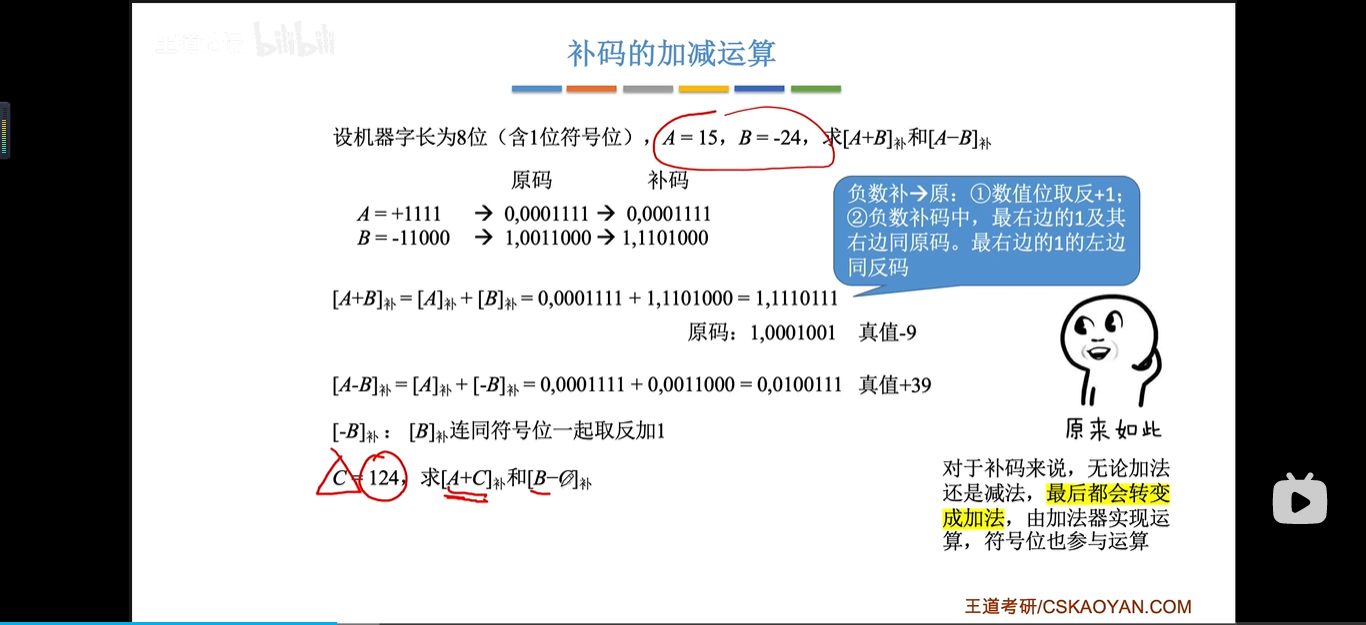 bilibili
补码的加减运算
设机器字长为8位（含1位符号位），A = 15，B = -24，求[A+B]补和[A−B]补
原码 补码
A = +1111 → 0,0001111 → 0,0001111
B = -11000 → 1,0011000 → 1,1101000
负数补→原：①数值位取反+1；
②负数补码中，最右边的1及其
右边同原码。最右边的1的左边
同反码
[A+B]补 = [A]补 + [B]补 = 0,0001111 + 1,1101000 = 1,1110111
原码：1,0001001 真值-9
[A-B]补 = [A]补 + [-B]补 = 0,0001111 + 0,0011000 = 0,0100111 真值+39
[-B]补： [B]补连同符号位一起取反加1
原来如此
C = 124，求[A+C]补和[B−C]补
对于补码来说，无论加法
还是减法，最后都会转变
成加法，由加法器实现运
算，符号位也参与运算
王道考研/CSKAOYAN.COM